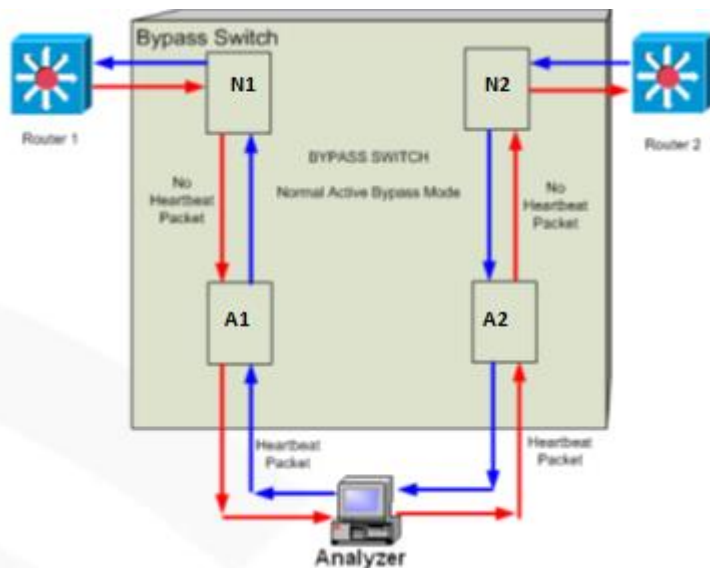 Bypass Switch
N1
N2
Router 1
Router 2
BYPASS SWITCH
Normal Active Bypass Mode
No
Heartbeat
Packet
No
Heartbeat
Packet
A1
A2
Heartbeat
Packet
Heartbeat
Packet
Analyzer